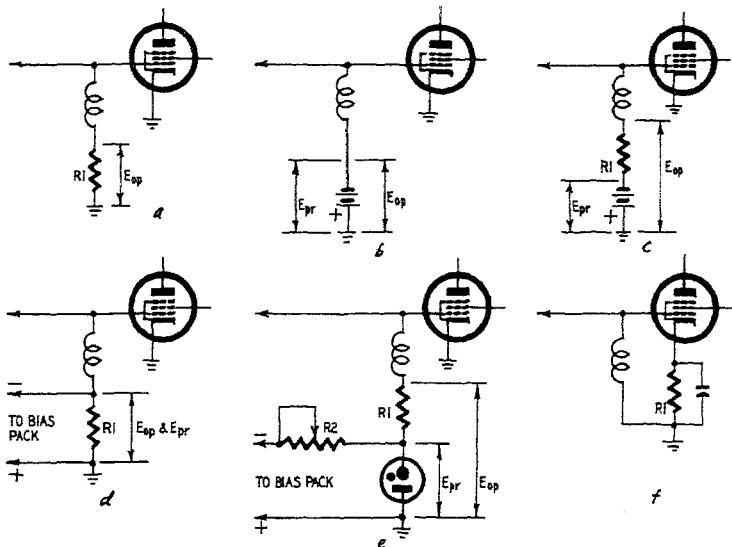 R1
Eop
a
Epr
Eop
+
b
R1
Eop
Epr
+
c
−
TO BIAS
PACK
R1
Eop & Epr
+
d
R1
R2
−
TO BIAS PACK
Epr
Eop
+
e
R1
f